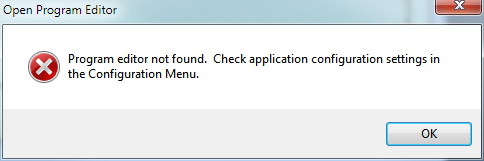 Open Program Editor
Program editor not found.  Check application configuration settings in
the Configuration Menu.
OK